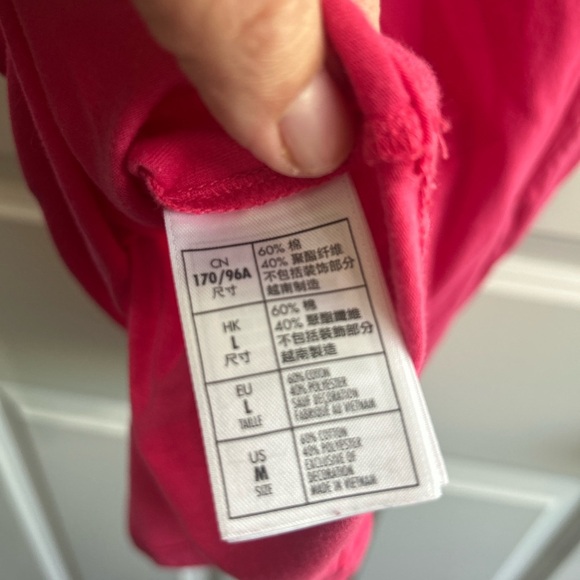 CN
170/96A
尺寸
60% 棉
40% 聚酯纤维
不包括装饰部分
越南制造
HK
L
尺寸
60% 棉
40% 聚酯纖維
不包括裝飾部分
越南製造
EU
L
TAILLE
60% COTTON
40% POLYESTER
SAUF DECORATION
FABRIQUÉ AU VIETNAM
US
M
SIZE
60% COTTON
40% POLYESTER
EXCLUSIVE OF
DECORATION
MADE IN VIETNAM